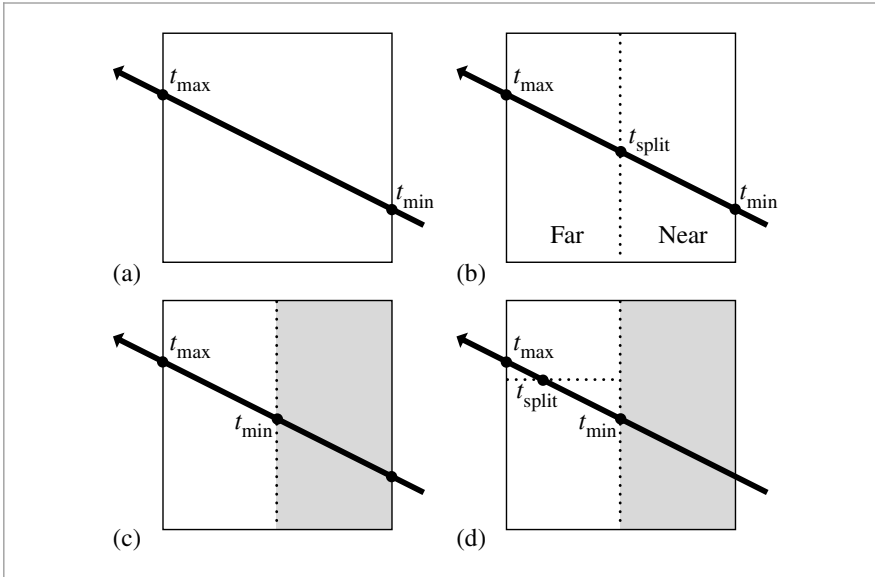 t_max
t_min
(a)
t_max
t_split
t_min
Far Near
(b)
t_max
t_min
(c)
t_max
t_split
t_min
(d)